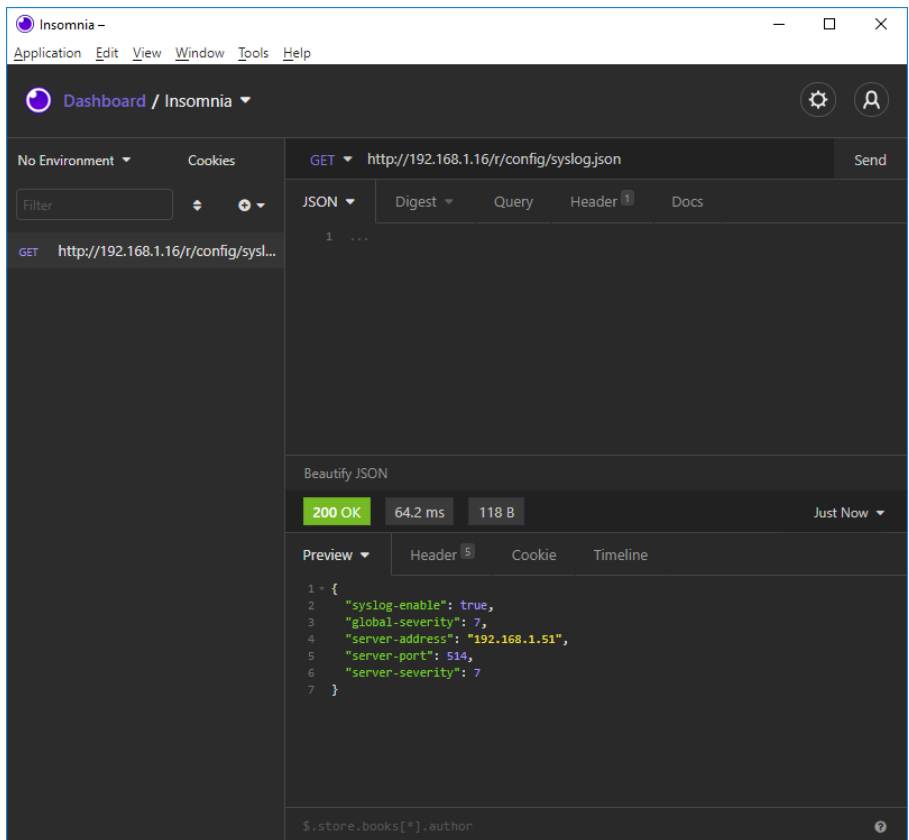 Insomnia –
Application Edit View Window Tools Help
Dashboard / Insomnia
No Environment Cookies
Filter
GET http://192.168.1.16/r/config/sysl...
GET http://192.168.1.16/r/config/syslog.json Send
JSON Digest Query Header 1 Docs
1 ...
Beautify JSON
200 OK 64.2 ms 118 B Just Now
Preview Header 5 Cookie Timeline
1 {
2 "syslog-enable": true,
3 "global-severity": 7,
4 "server-address": "192.168.1.51",
5 "server-port": 514,
6 "server-severity": 7
7 }
$.store.books[*].author